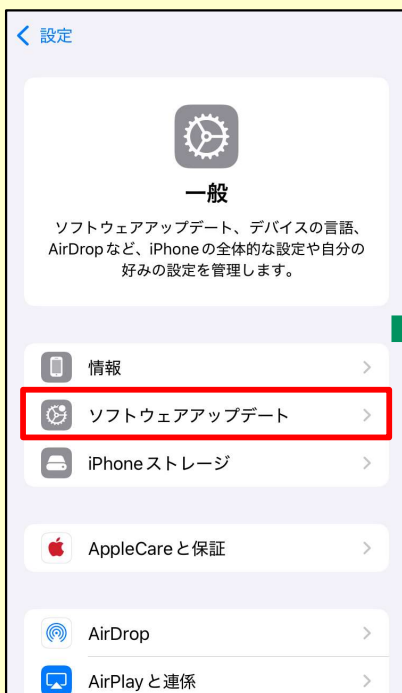 設定
一般
ソフトウェアアップデート、デバイスの言語、
AirDropなど、iPhoneの全体的な設定や自分の
好みの設定を管理します。
情報
ソフトウェアアップデート
iPhoneストレージ
AppleCareと保証
AirDrop
AirPlayと連係